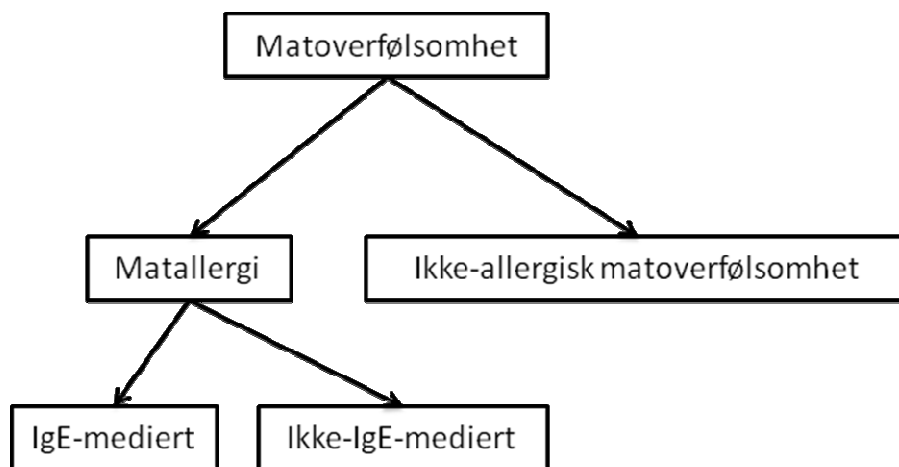 Matoverfølsomhet
Matallergi
Ikke-allergisk matoverfølsomhet
IgE-mediert
Ikke-IgE-mediert